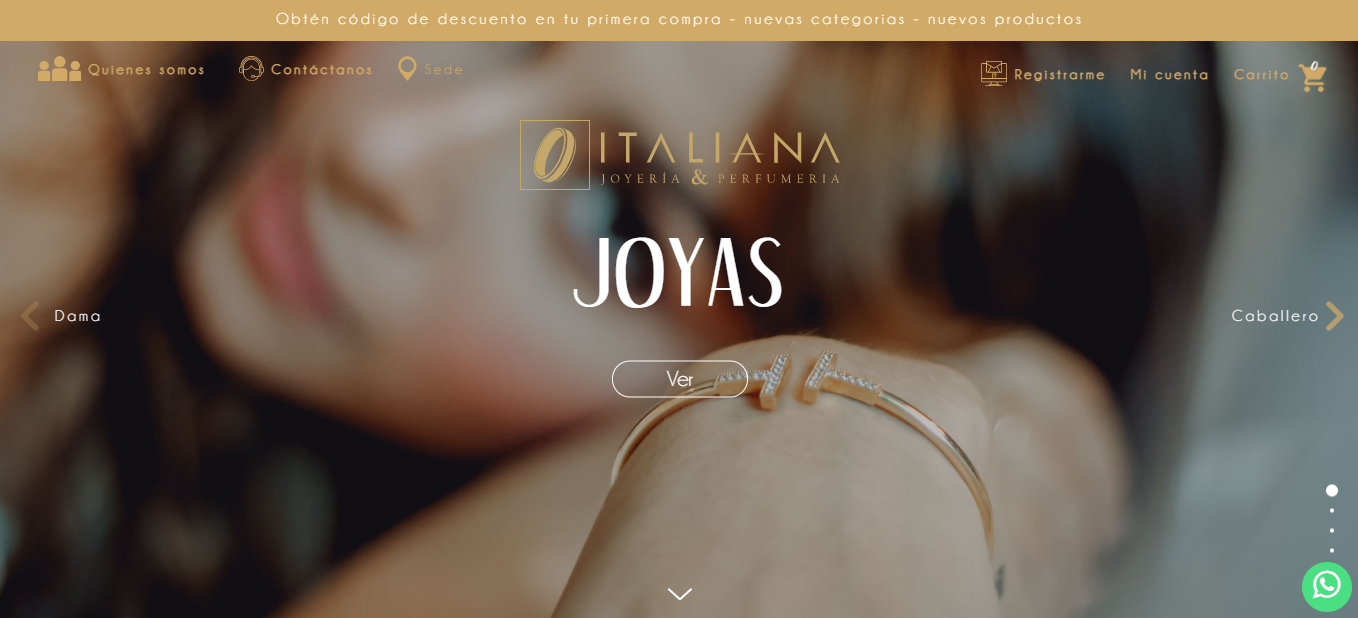 Obtén código de descuento en tu primera compra - nuevas categorias - nuevos productos
Quienes somos
Contáctanos
Sede
Registrarme
Mi cuenta
Carrito
0
ITALIANA
JOYERÍA & PERFUMERIA
JOYAS
Dama
Caballero
Ver